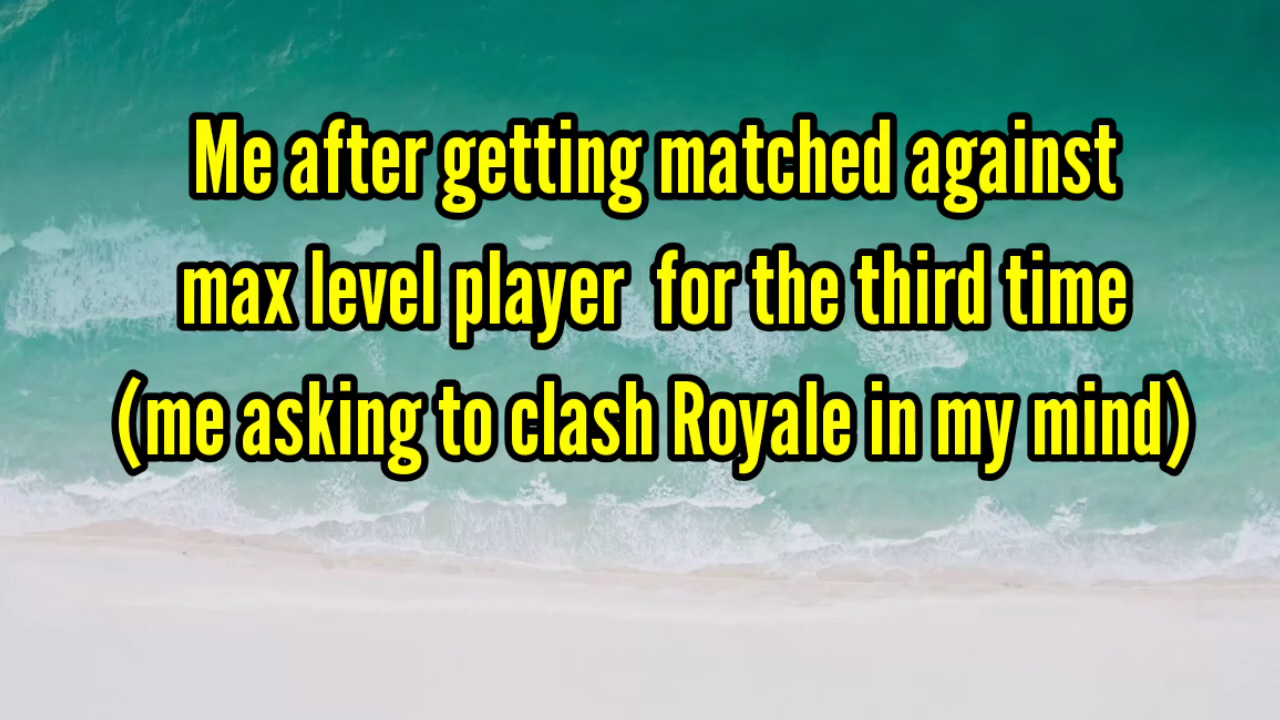 Me after getting matched against
max level player  for the third time
(me asking to clash Royale in my mind)